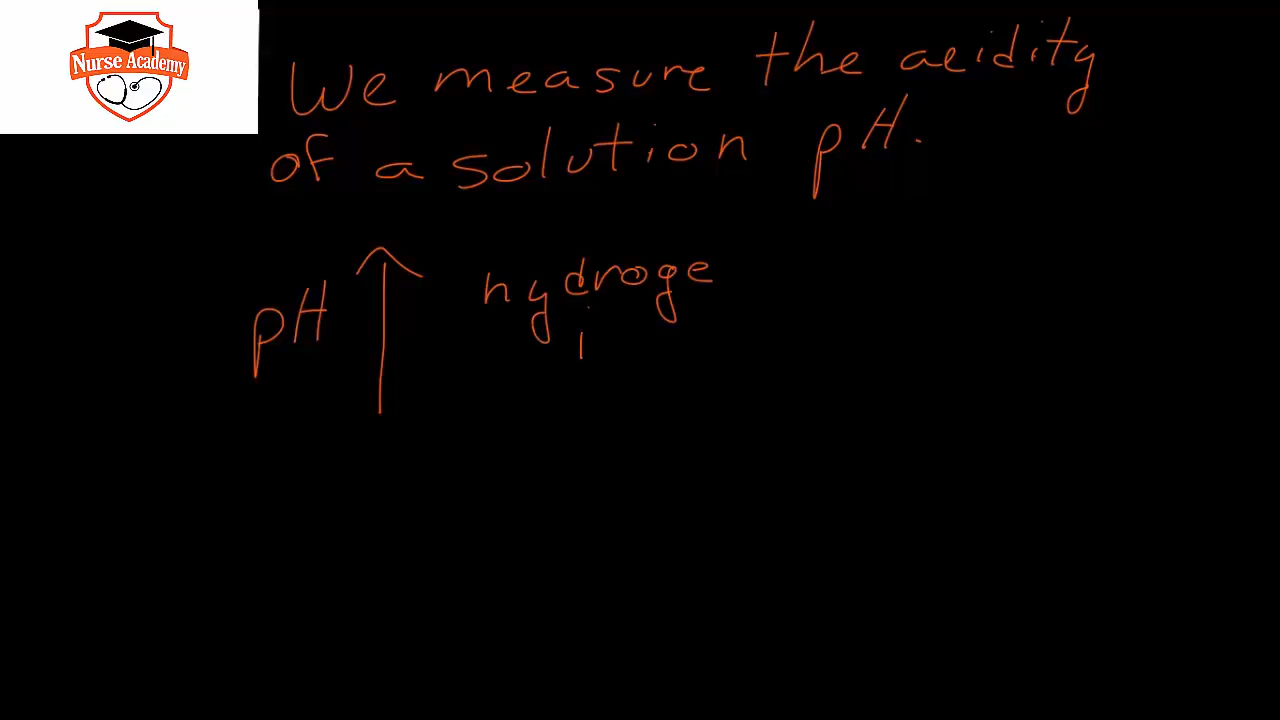 Nurse Academy
We measure the acidity
of a solution pH.
pH ↑ hydroge
i